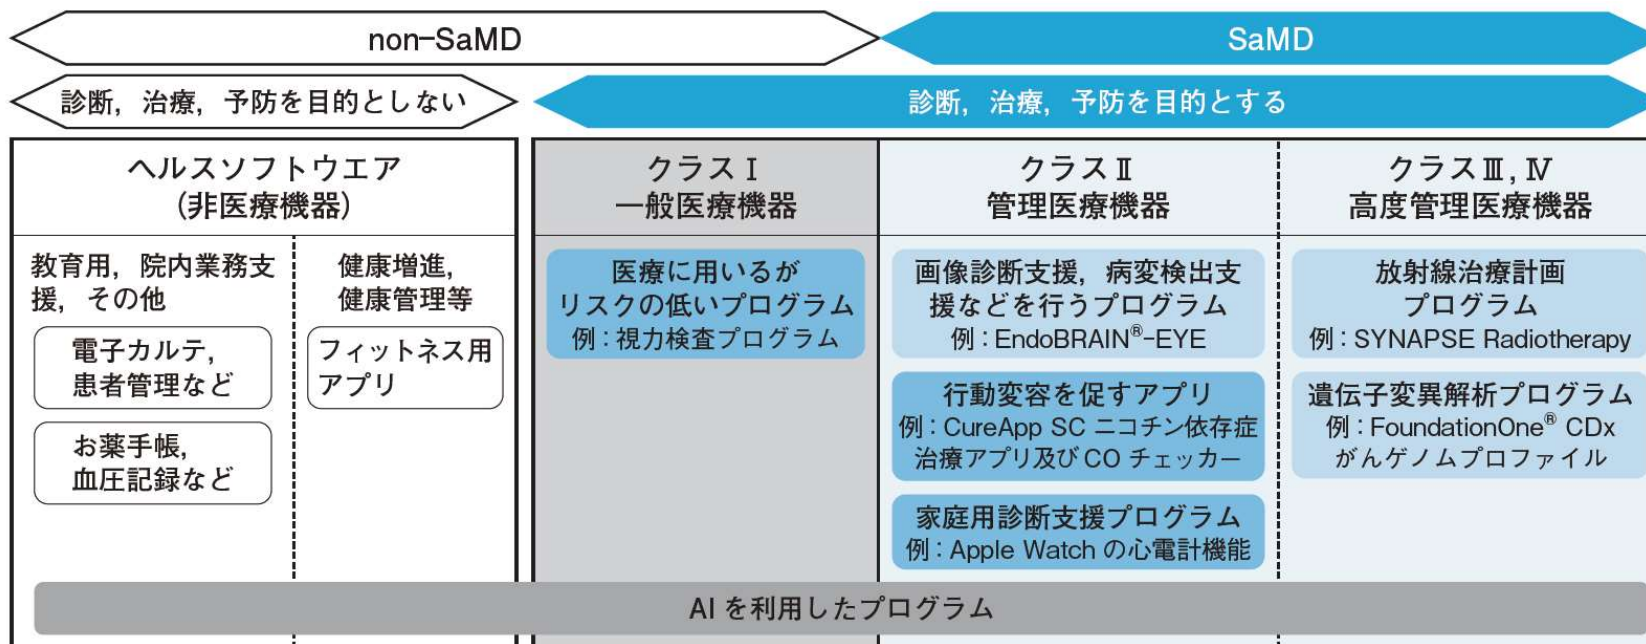 non-SaMD
SaMD
診断，治療，予防を目的としない
診断，治療，予防を目的とする
ヘルスソフトウエア
(非医療機器)
教育用，院内業務支
援，その他
電子カルテ，
患者管理など
お薬手帳，
血圧記録など
健康増進，
健康管理等
フィットネス用
アプリ
クラスⅠ
一般医療機器
医療に用いるが
リスクの低いプログラム
例：視力検査プログラム
クラスⅡ
管理医療機器
画像診断支援，病変検出支
援などを行うプログラム
例：EndoBRAIN®-EYE
行動変容を促すアプリ
例：CureApp SC ニコチン依存症
治療アプリ及び CO チェッカー
家庭用診断支援プログラム
例：Apple Watch の心電計機能
クラスⅢ，Ⅳ
高度管理医療機器
放射線治療計画
プログラム
例：SYNAPSE Radiotherapy
遺伝子変異解析プログラム
例：FoundationOne® CDx
がんゲノムプロファイル
AI を利用したプログラム